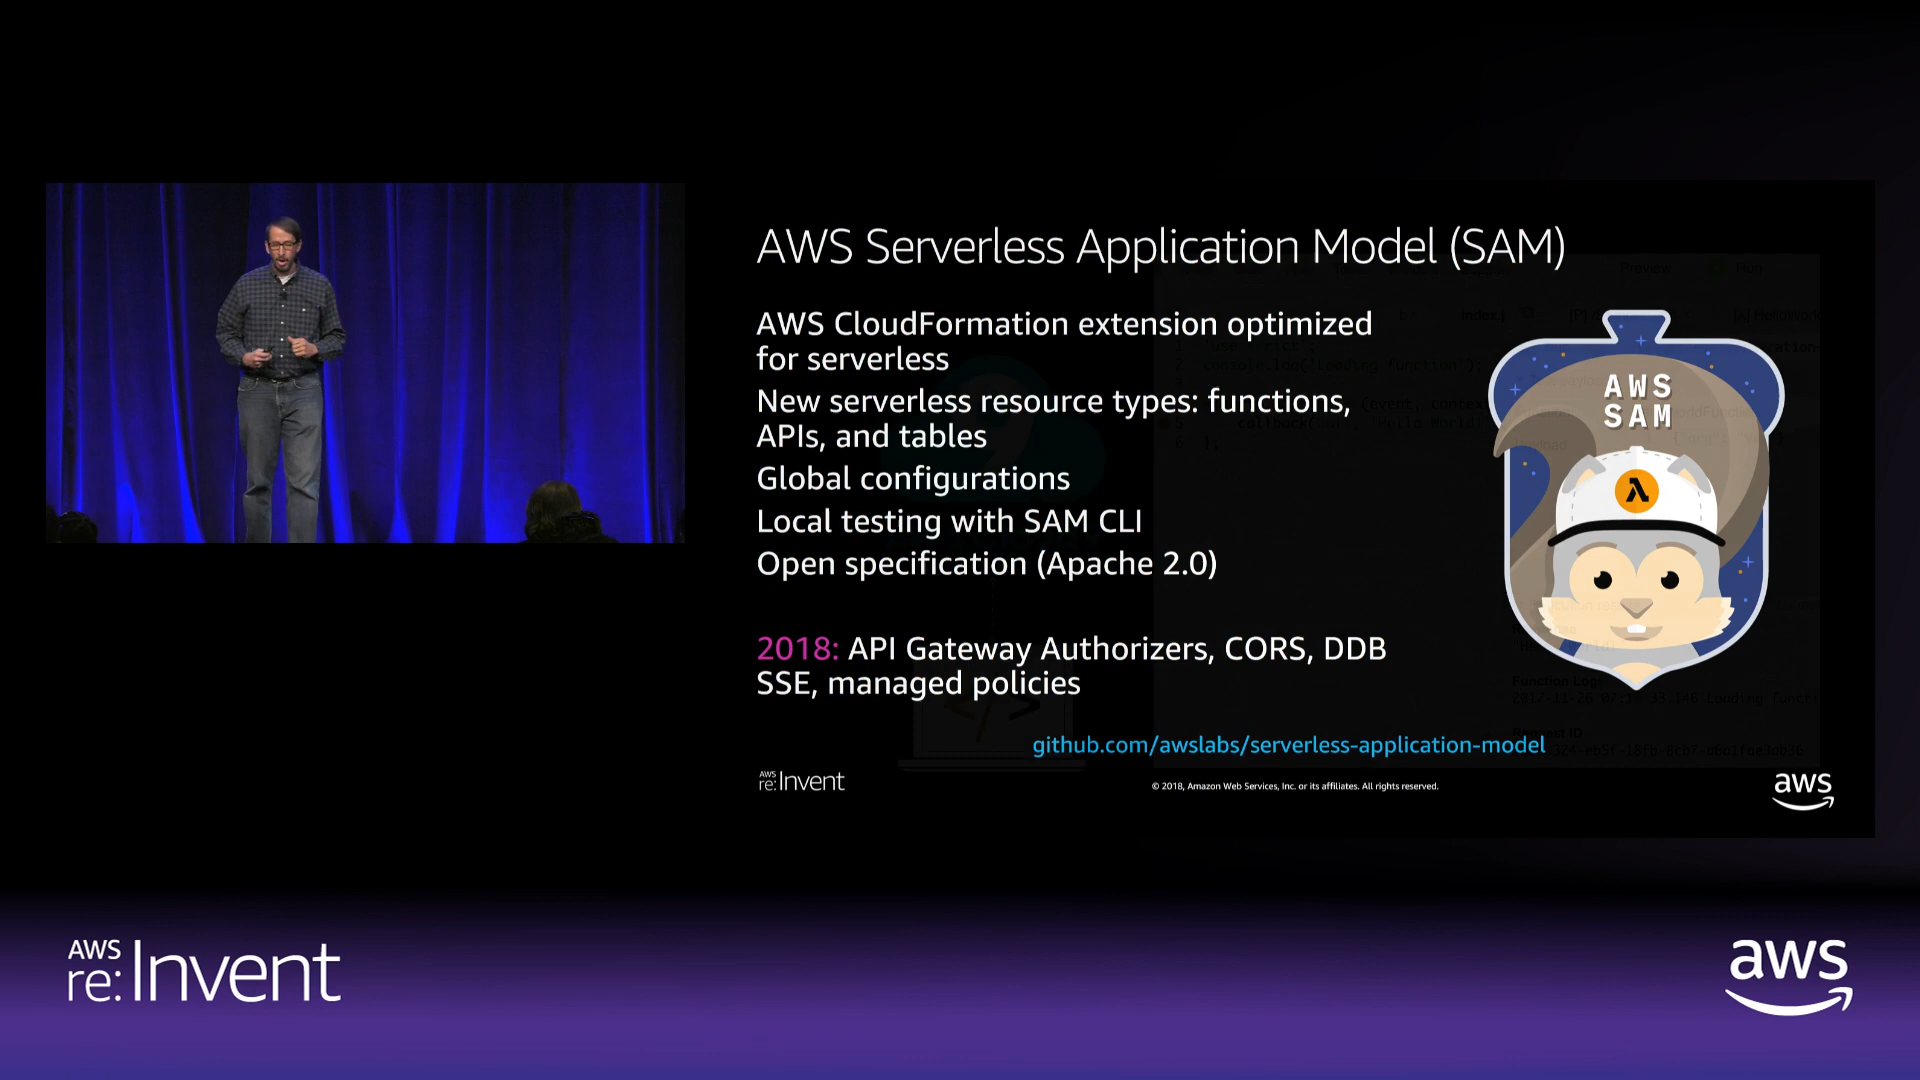 AWS Serverless Application Model (SAM)
AWS CloudFormation extension optimized
for serverless
New serverless resource types: functions,
APIs, and tables
Global configurations
Local testing with SAM CLI
Open specification (Apache 2.0)
2018: API Gateway Authorizers, CORS, DDB
SSE, managed policies
github.com/awslabs/serverless-application-model
AWS
SAM
AWS
re:Invent
© 2018, Amazon Web Services, Inc. or its affiliates. All rights reserved.
aws
AWS
re:Invent
aws